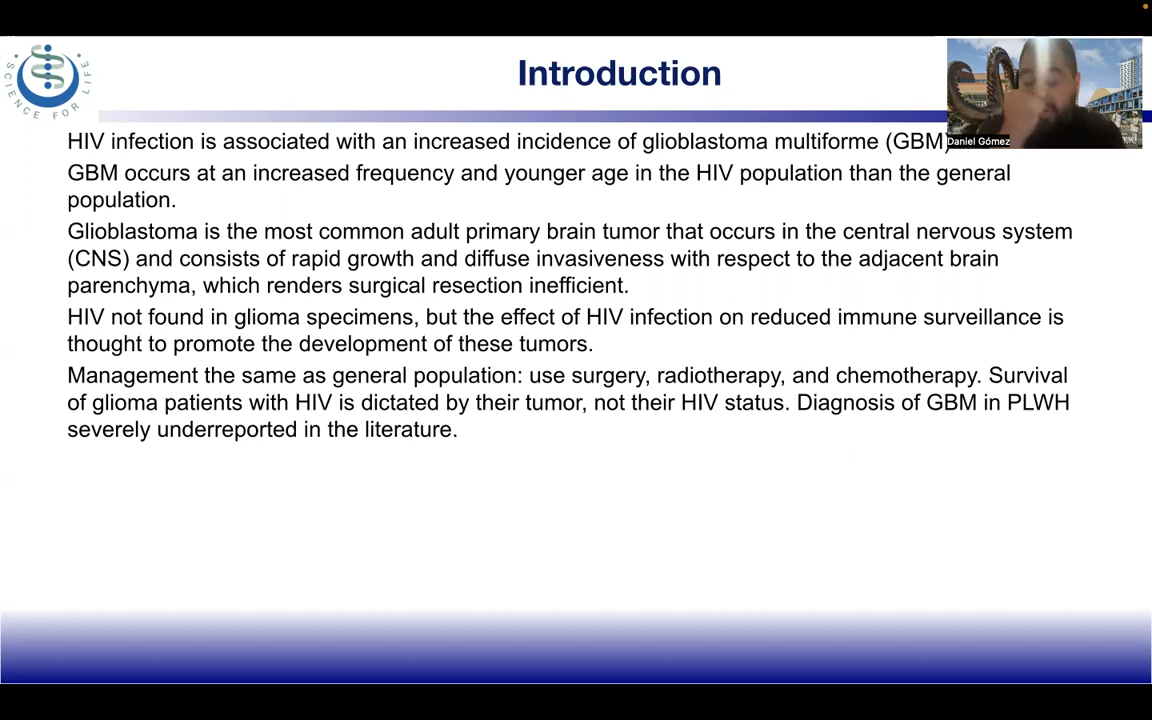 Introduction
SCIENCE FOR LIFE
HIV infection is associated with an increased incidence of glioblastoma multiforme (GBM)
Daniel Gómez
GBM occurs at an increased frequency and younger age in the HIV population than the general
population.
Glioblastoma is the most common adult primary brain tumor that occurs in the central nervous system
(CNS) and consists of rapid growth and diffuse invasiveness with respect to the adjacent brain
parenchyma, which renders surgical resection inefficient.
HIV not found in glioma specimens, but the effect of HIV infection on reduced immune surveillance is
thought to promote the development of these tumors.
Management the same as general population: use surgery, radiotherapy, and chemotherapy. Survival
of glioma patients with HIV is dictated by their tumor, not their HIV status. Diagnosis of GBM in PLWH
severely underreported in the literature.